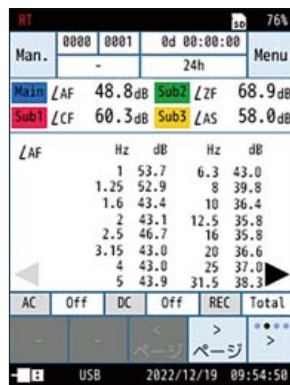 RT SD 76%
Man. 0000 0001 0d 00:00:00 Menu
- 24h
Main LAF 48.8dB Sub2 LZF 68.9dB
Sub1 LCF 60.3dB Sub3 LAS 58.0dB
LAF Hz dB Hz dB
1 53.7 6.3 43.0
1.25 52.9 8 39.8
1.6 43.4 10 36.4
2 43.1 12.5 35.8
2.5 46.7 16 35.8
3.15 43.0 20 36.6
4 43.0 25 37.0
5 43.9 31.5 38.3
AC Off DC Off REC Total
- - < > >
ページ ページ
USB 2022/12/19 09:54:50